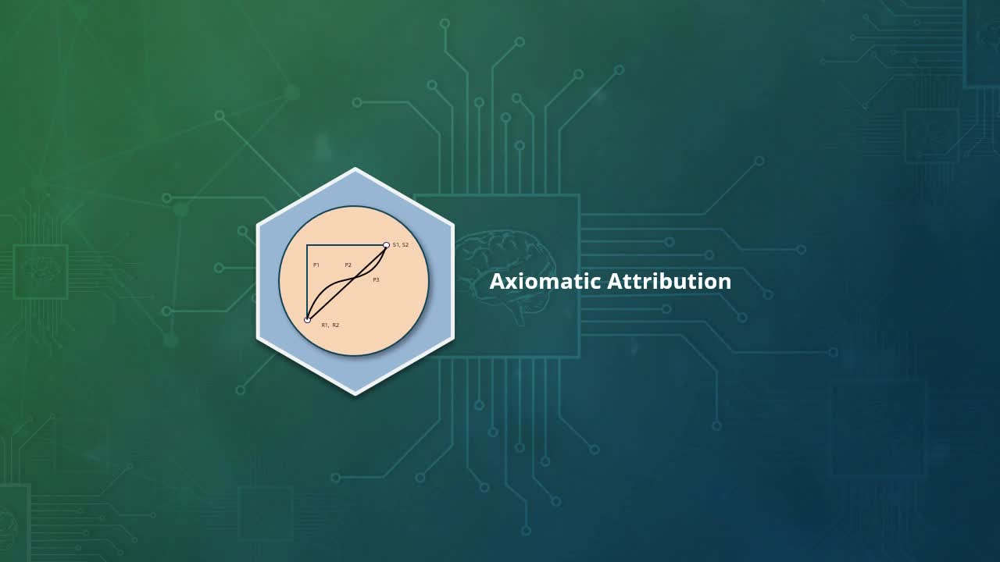 S1, S2
P1
P2
P3
R1, R2
Axiomatic Attribution